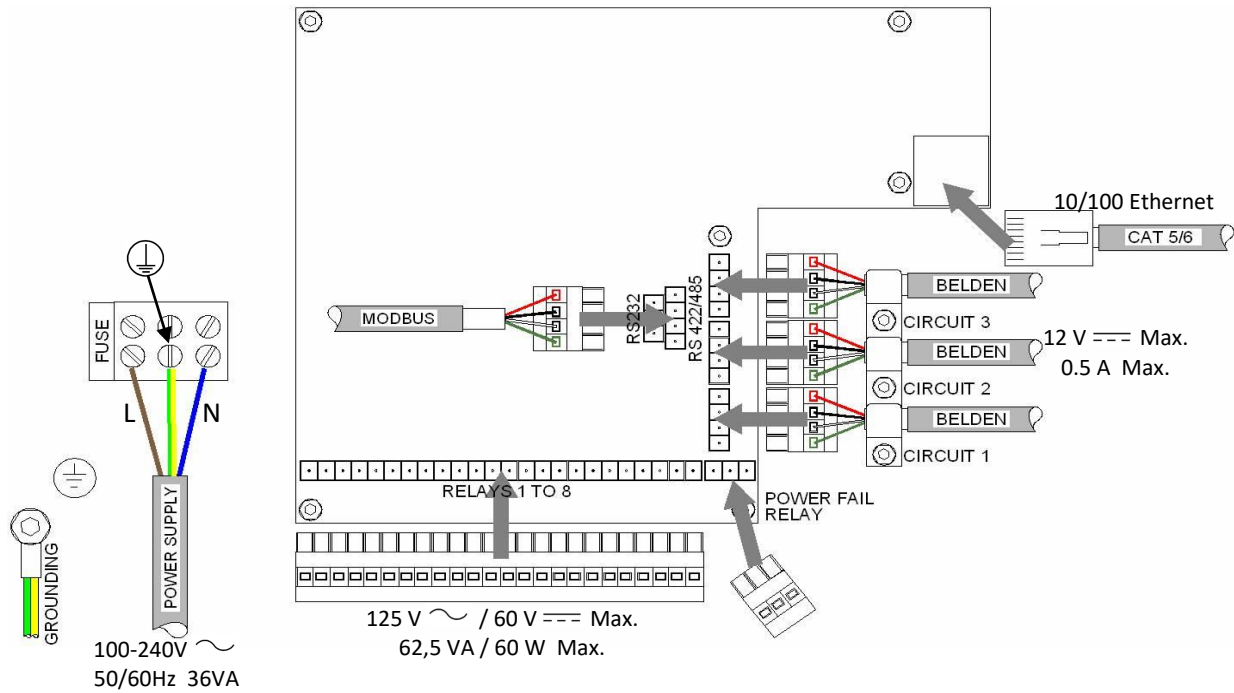 10/100 Ethernet
CAT 5/6
FUSE
L
N
POWER SUPPLY
GROUNDING
100-240V ～
50/60Hz 36VA
MODBUS
RS232
RS 422/485
BELDEN
CIRCUIT 3
BELDEN
CIRCUIT 2
BELDEN
CIRCUIT 1
12 V ⎓ Max.
0.5 A Max.
RELAYS 1 TO 8
POWER FAIL
RELAY
125 V ～ / 60 V ⎓ Max.
62,5 VA / 60 W Max.